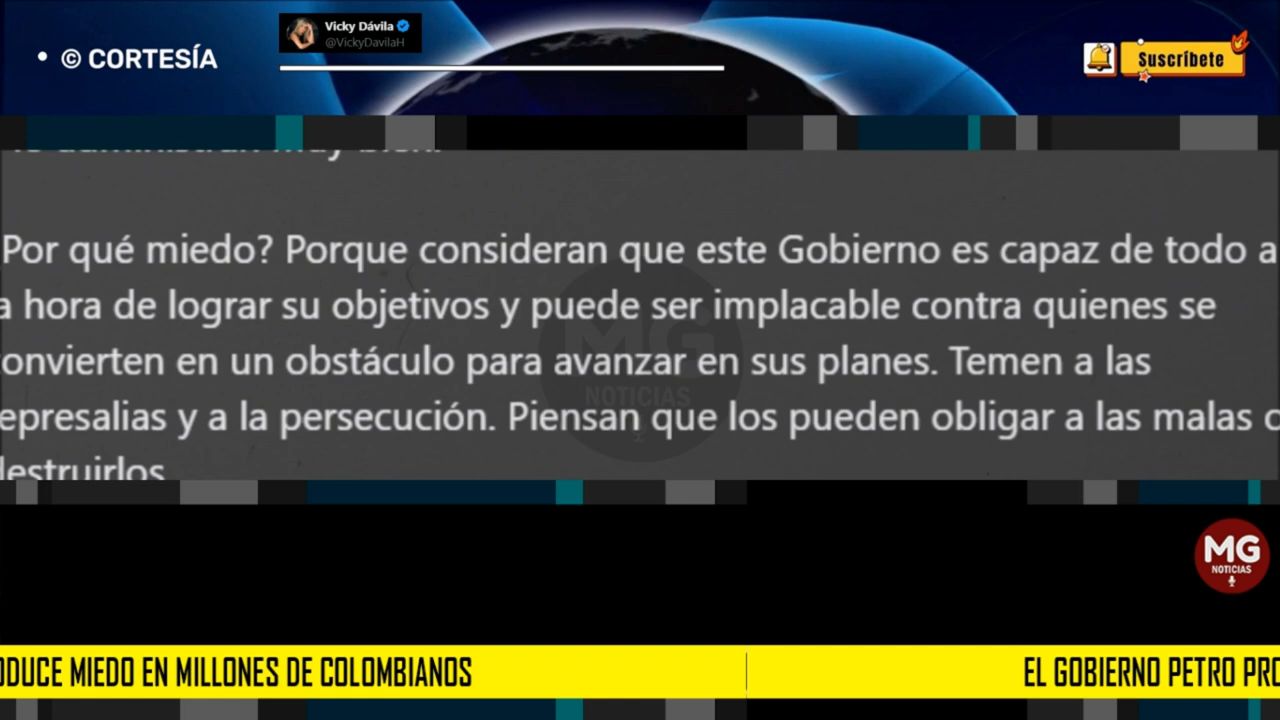 • © CORTESÍA
Vicky Dávila
@VickyDavilaH
Suscríbete
Por qué miedo? Porque consideran que este Gobierno es capaz de todo a
a hora de lograr su objetivos y puede ser implacable contra quienes se
onvierten en un obstáculo para avanzar en sus planes. Temen a las
epresalias y a la persecución. Piensan que los pueden obligar a las malas o
destruirlos
MG
NOTICIAS
MG
NOTICIAS
ODUCE MIEDO EN MILLONES DE COLOMBIANOS
EL GOBIERNO PETRO PRO